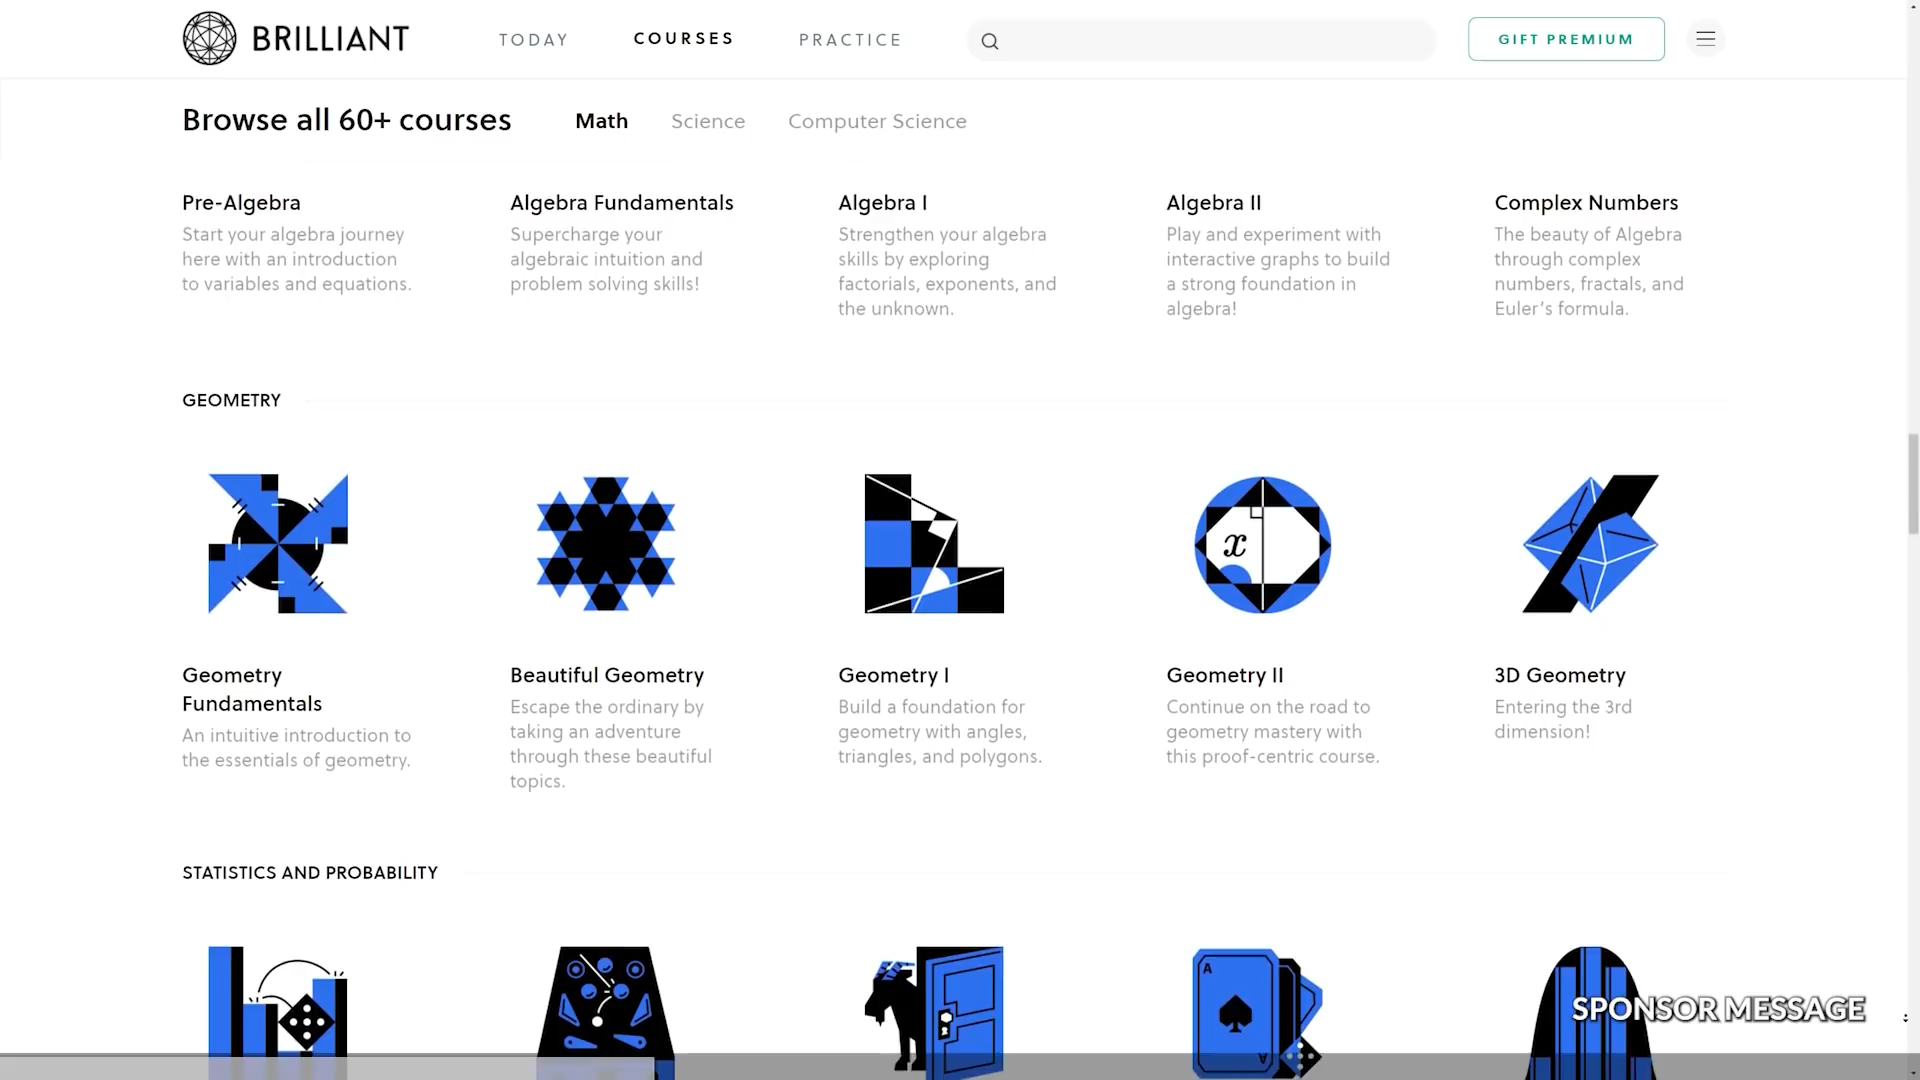 BRILLIANT
TODAY
COURSES
PRACTICE
GIFT PREMIUM
Browse all 60+ courses
Math
Science
Computer Science
Pre-Algebra
Start your algebra journey
here with an introduction
to variables and equations.
Algebra Fundamentals
Supercharge your
algebraic intuition and
problem solving skills!
Algebra I
Strengthen your algebra
skills by exploring
factorials, exponents, and
the unknown.
Algebra II
Play and experiment with
interactive graphs to build
a strong foundation in
algebra!
Complex Numbers
The beauty of Algebra
through complex
numbers, fractals, and
Euler's formula.
GEOMETRY
x
Geometry
Fundamentals
An intuitive introduction to
the essentials of geometry.
Beautiful Geometry
Escape the ordinary by
taking an adventure
through these beautiful
topics.
Geometry I
Build a foundation for
geometry with angles,
triangles, and polygons.
Geometry II
Continue on the road to
geometry mastery with
this proof-centric course.
3D Geometry
Entering the 3rd
dimension!
STATISTICS AND PROBABILITY
A
A
SPONSOR MESSAGE